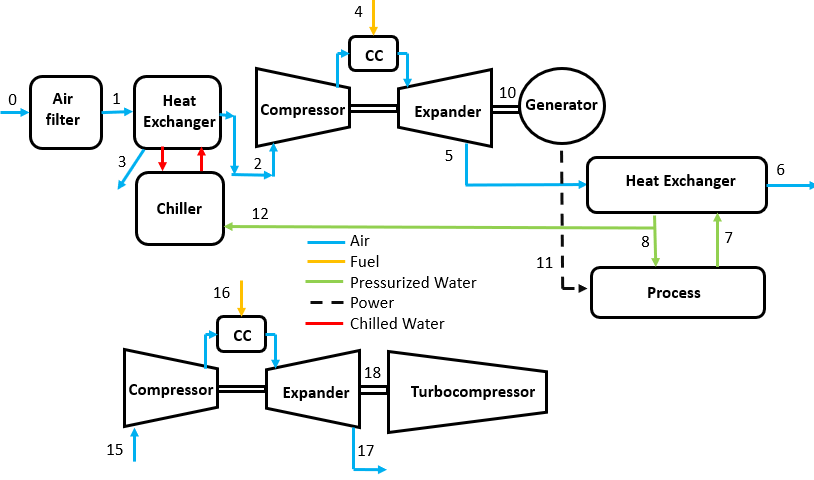 4
CC
0
Air
filter
1
Heat
Exchanger
Compressor
Expander
10
Generator
3
2
5
Chiller
Heat Exchanger
6
12
8
7
11
Process
Air
Fuel
Pressurized Water
Power
Chilled Water
16
CC
Compressor
Expander
18
Turbocompressor
15
17